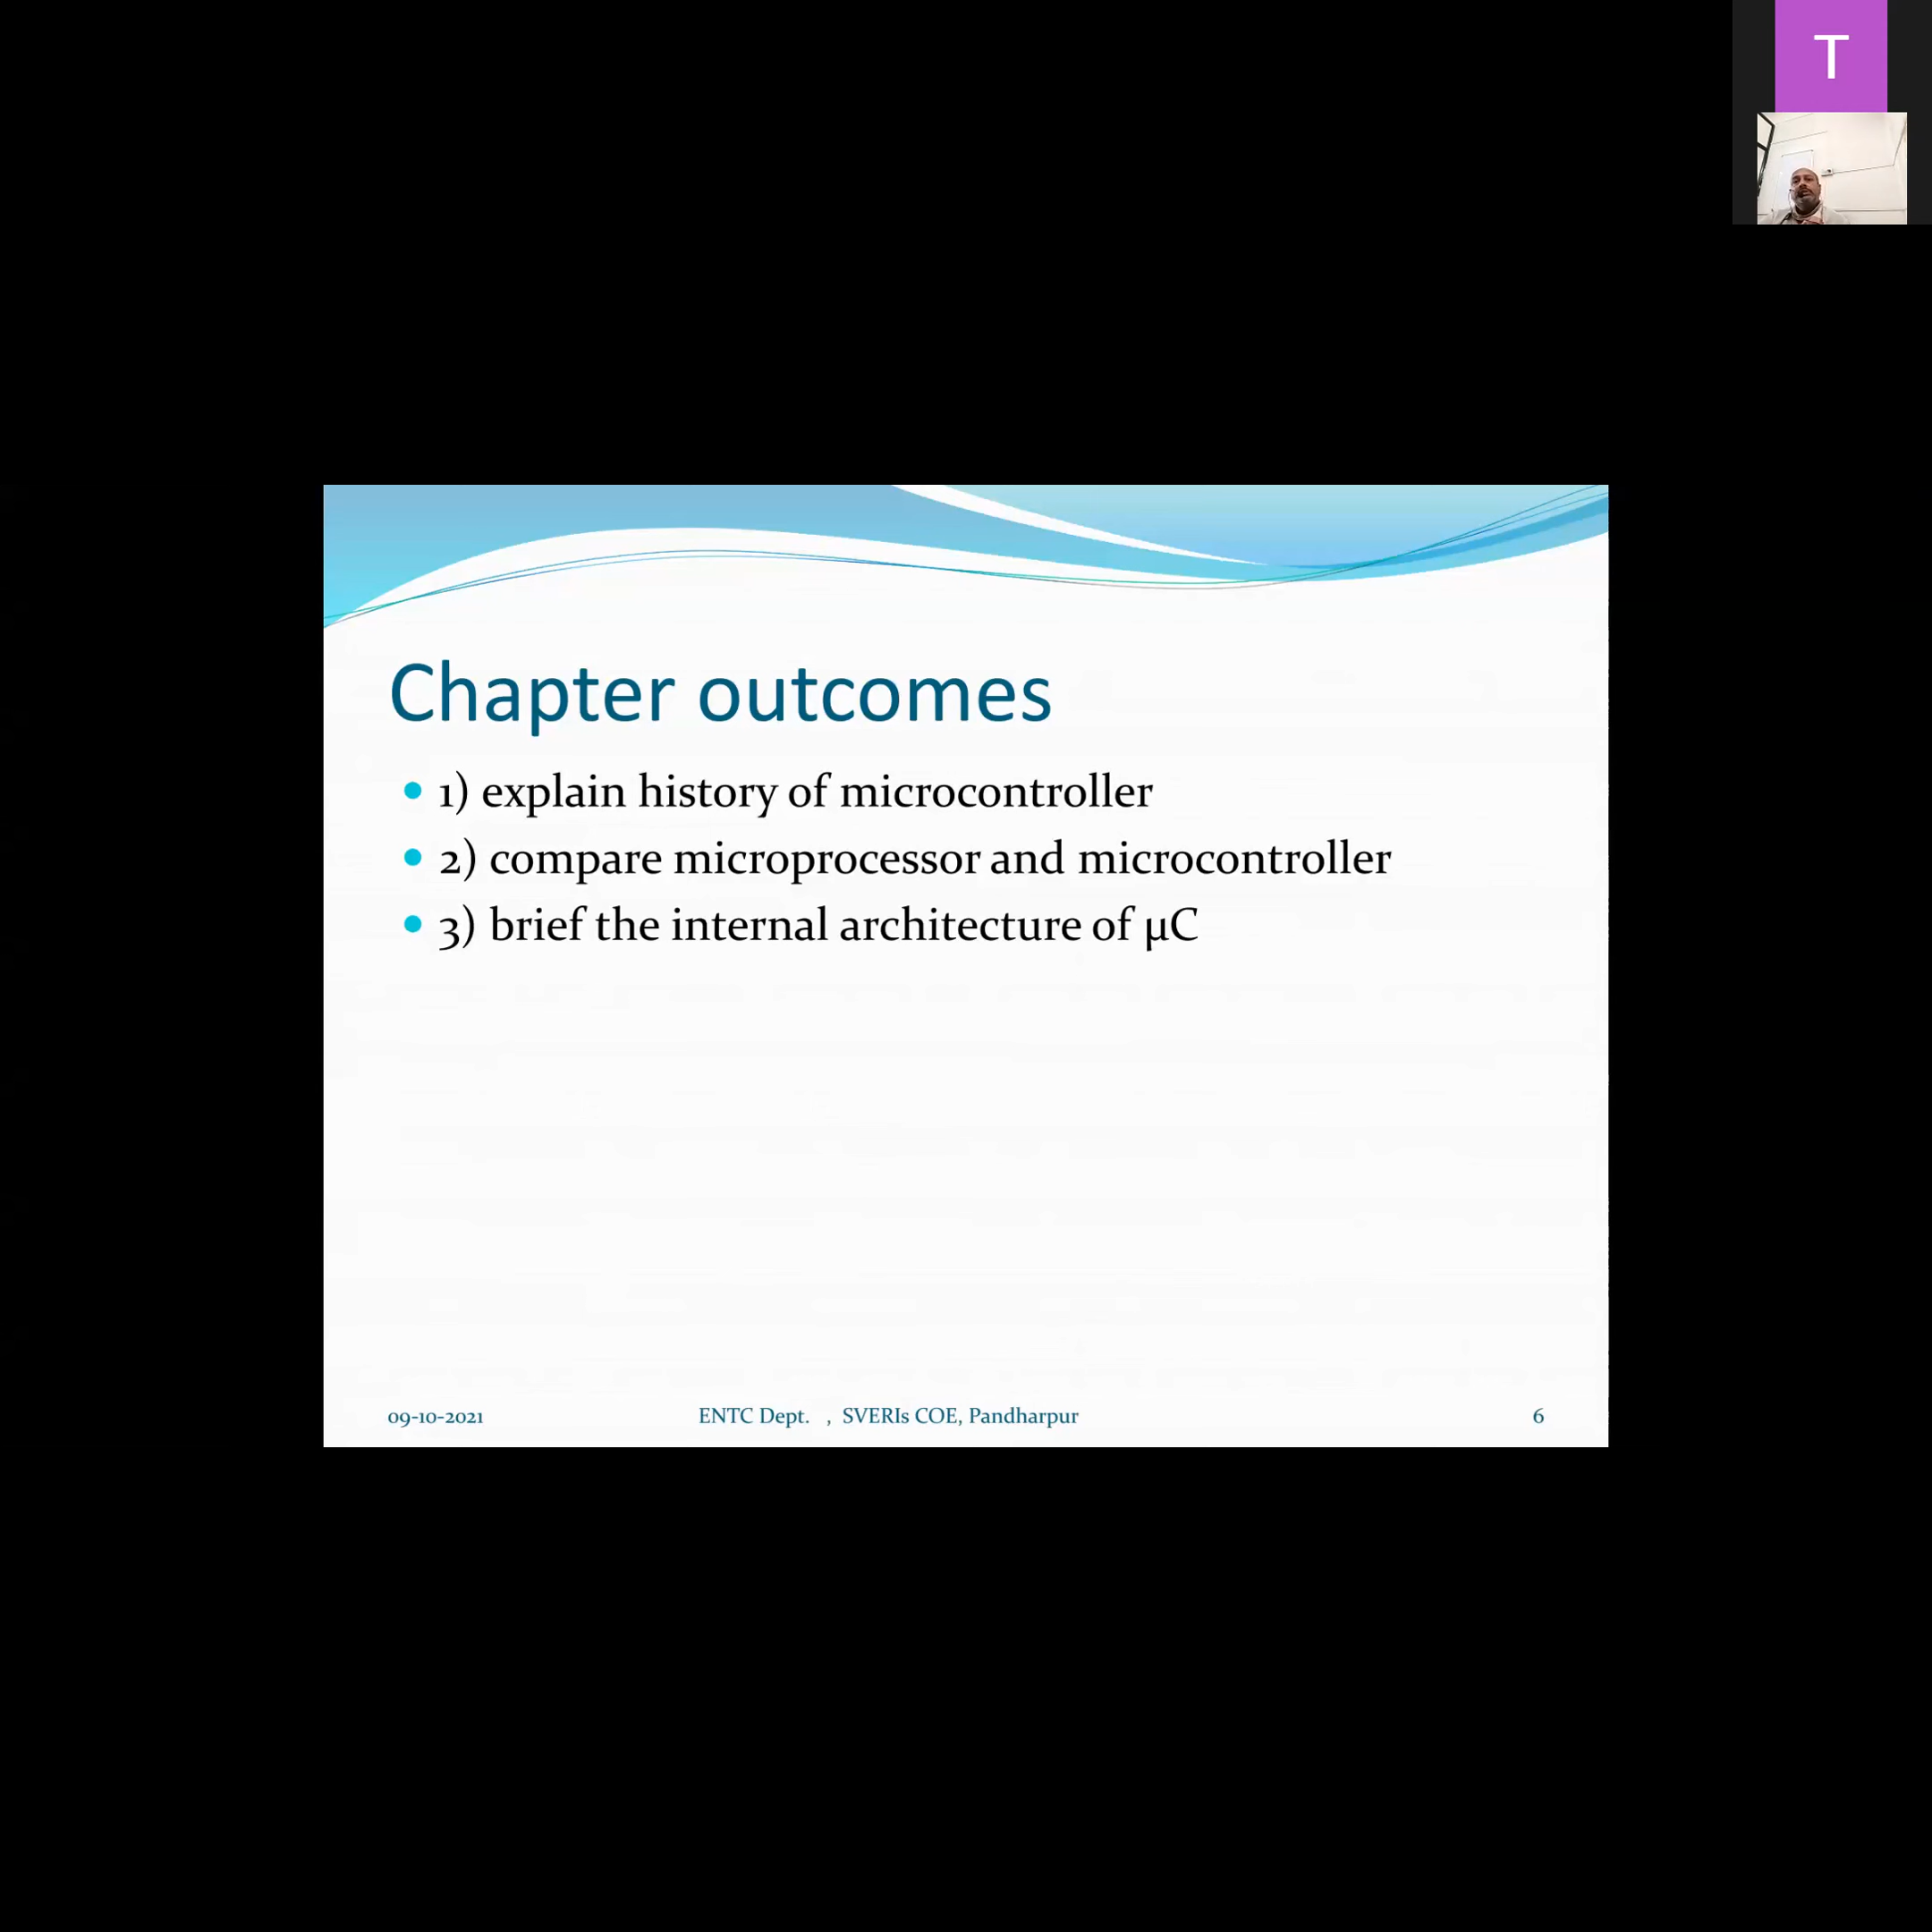 T
Chapter outcomes
1) explain history of microcontroller
2) compare microprocessor and microcontroller
3) brief the internal architecture of µC
09-10-2021 ENTC Dept. , SVERIs COE, Pandharpur 6